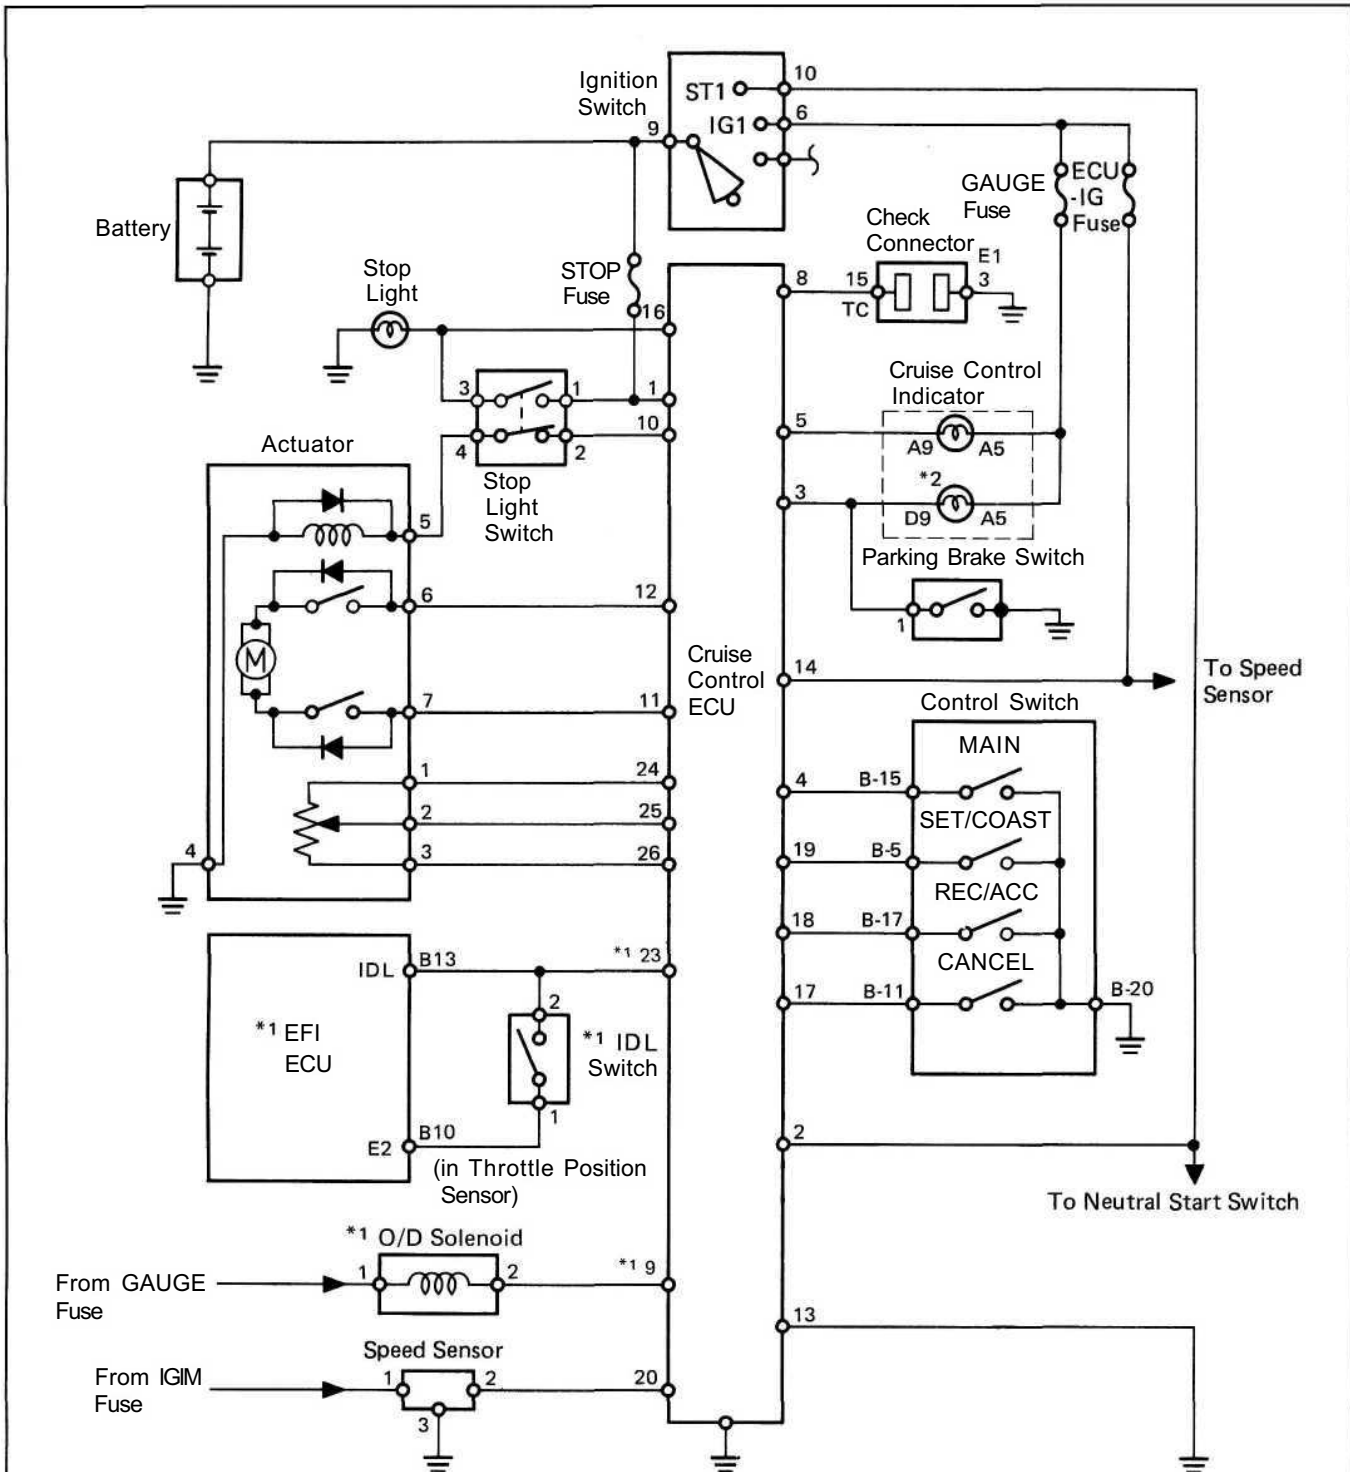 Ignition
Switch
ST1
10
IG1
6
9
GAUGE
Fuse
ECU
-IG
Fuse
Battery
Check
Connector
E1
Stop
Light
STOP
Fuse
8
15
3
TC
16
3
1
1
4
2
10
Cruise Control
Indicator
5
A9
A5
*2
3
D9
A5
Stop
Light
Switch
Actuator
5
6
12
M
7
11
1
24
2
25
3
26
4
Parking Brake Switch
1
Cruise
Control
ECU
14
To Speed
Sensor
Control Switch
MAIN
4
B-15
SET/COAST
19
B-5
REC/ACC
18
B-17
CANCEL
17
B-11
B-20
IDL
B13
*1 23
*1 EFI
ECU
2
*1 IDL
Switch
1
E2
B10
(in Throttle Position
Sensor)
2
To Neutral Start Switch
*1 O/D Solenoid
From GAUGE
Fuse
1
2
*1 9
13
Speed Sensor
From IGIM
Fuse
1
2
20
3